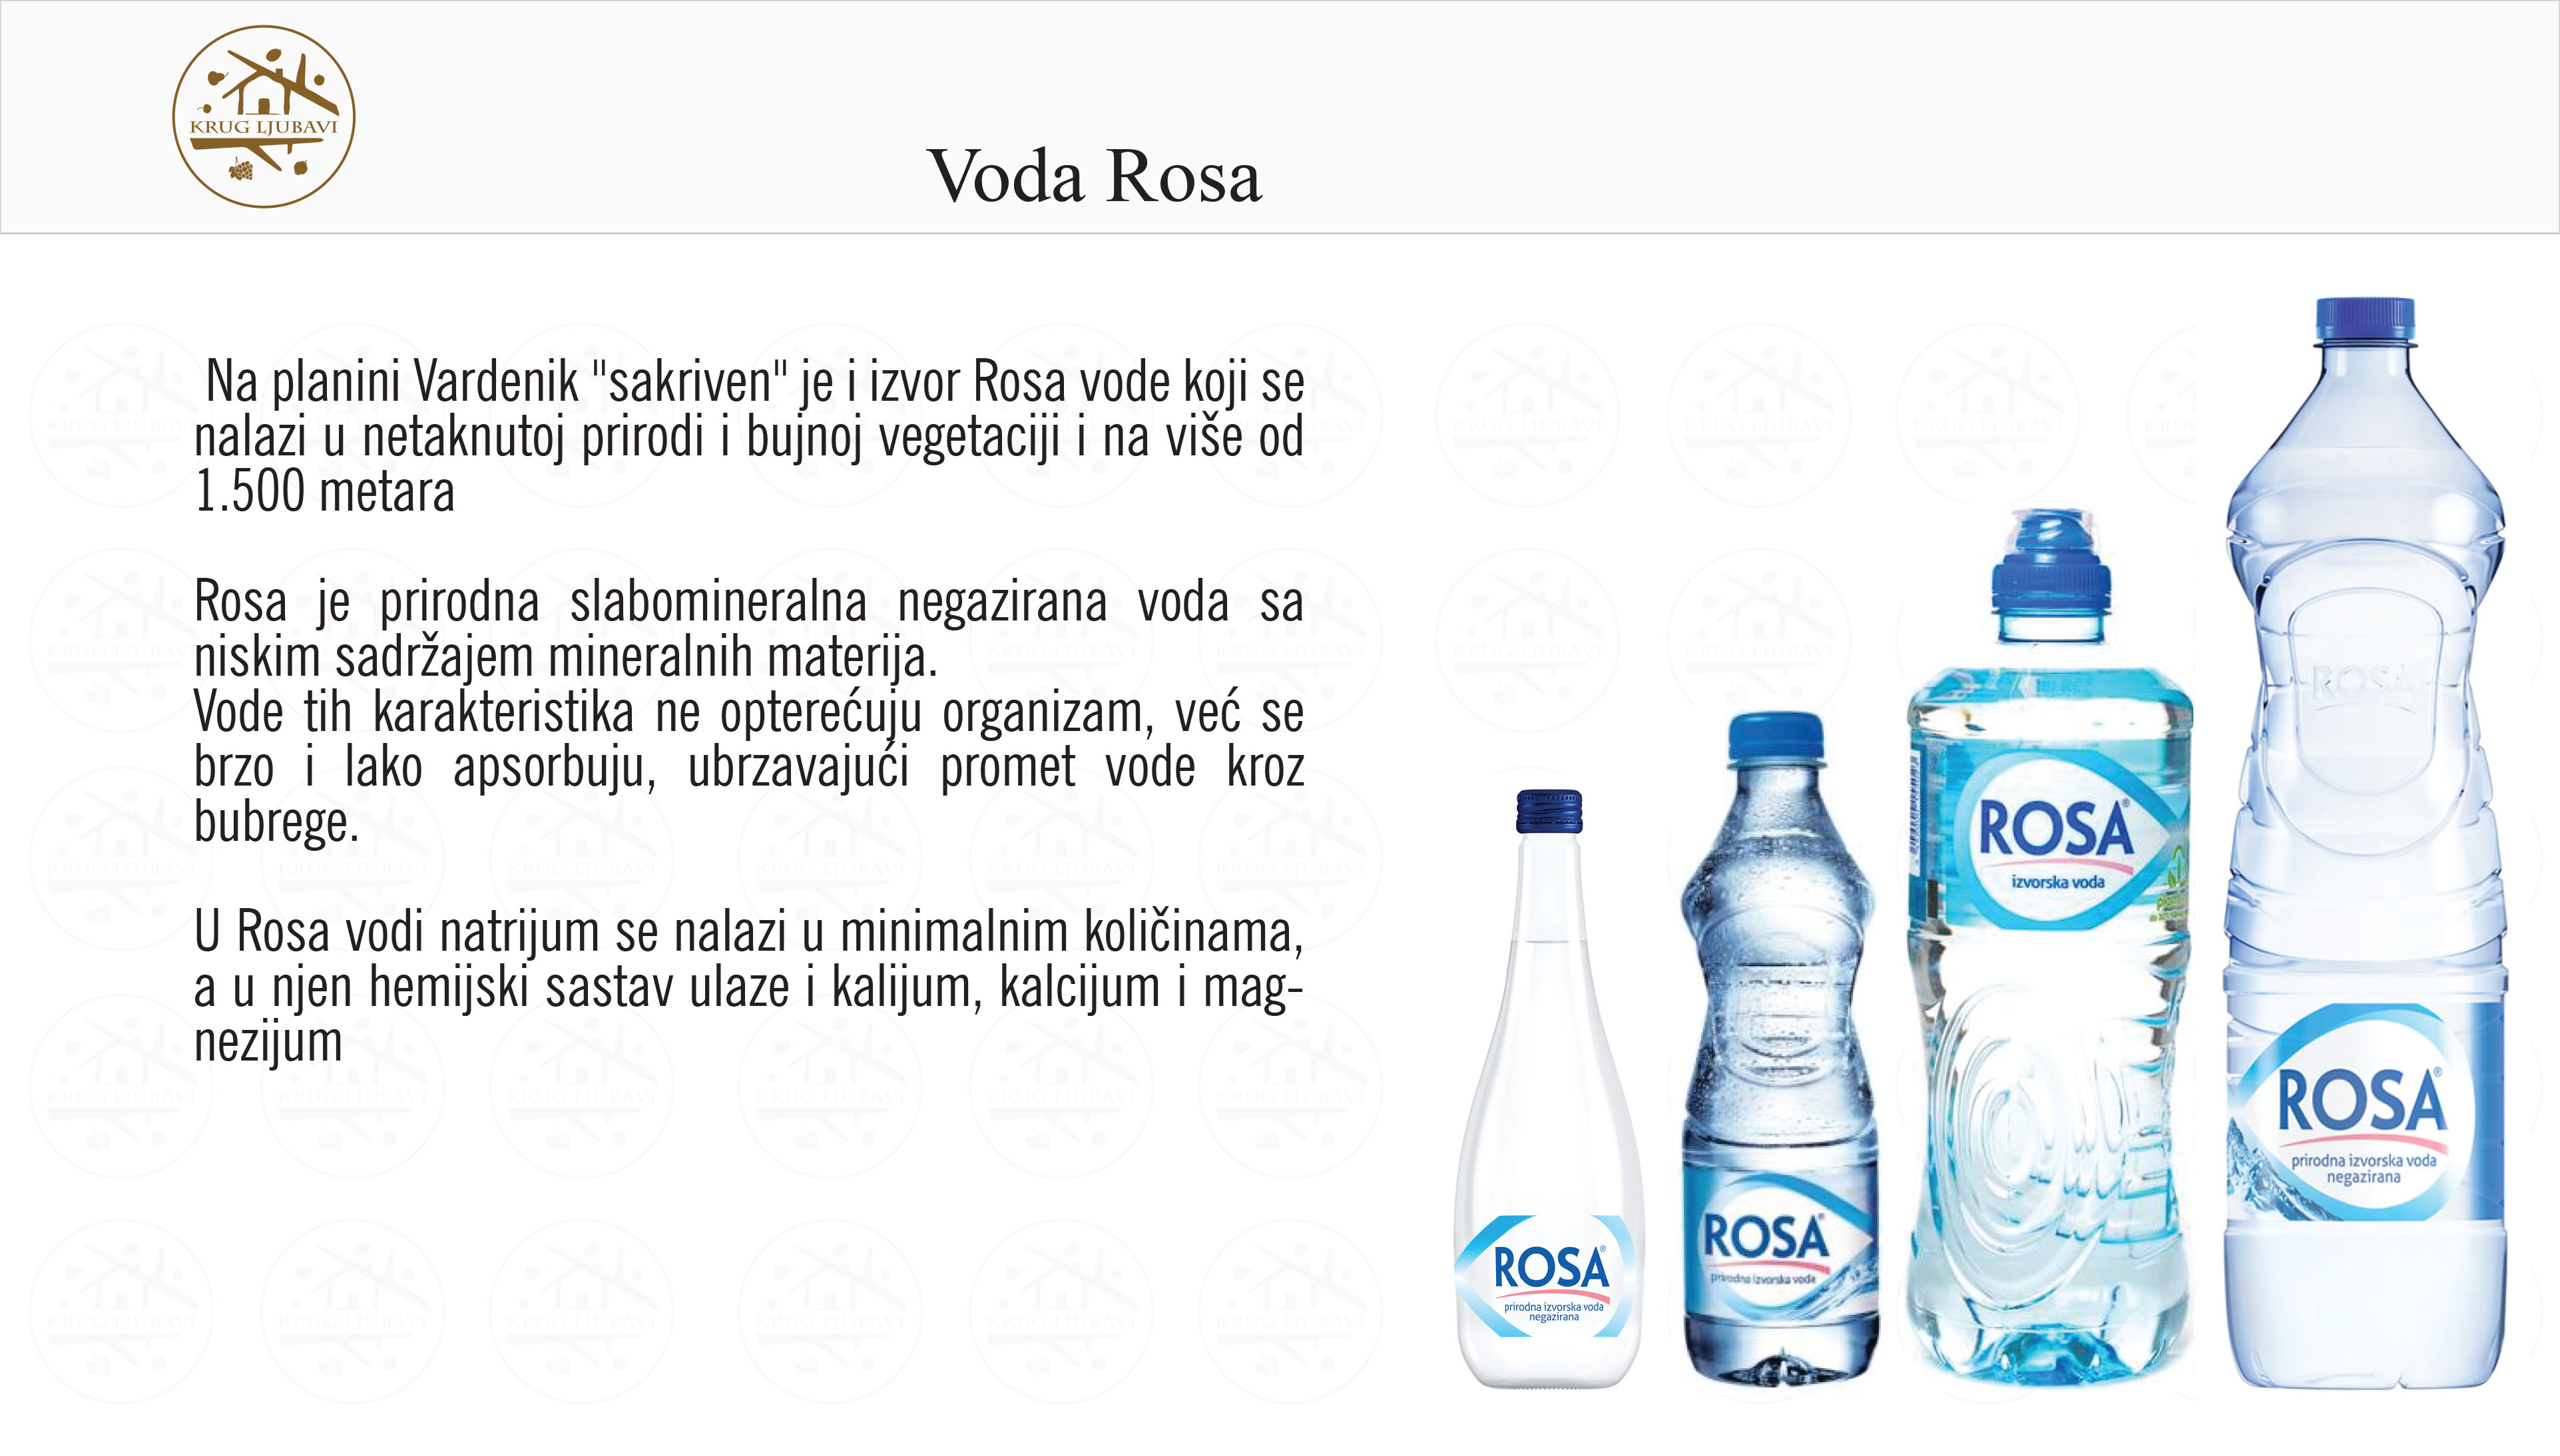 KRUG LJUBAVI
Voda Rosa
Na planini Vardenik "sakriven" je i izvor Rosa vode koji se
nalazi u netaknutoj prirodi i bujnoj vegetaciji i na više od
1.500 metara
Rosa je prirodna slabomineralna negazirana voda sa
niskim sadržajem mineralnih materija.
Vode tih karakteristika ne opterećuju organizam, već se
brzo i lako apsorbuju, ubrzavajući promet vode kroz
bubrege.
U Rosa vodi natrijum se nalazi u minimalnim količinama,
a u njen hemijski sastav ulaze i kalijum, kalcijum i mag-
nezijum
ROSA®
prirodna izvorska voda
negazirana
ROSA®
prirodna izvorska voda
ROSA®
izvorska voda
ROSA
ROSA®
prirodna izvorska voda
negazirana